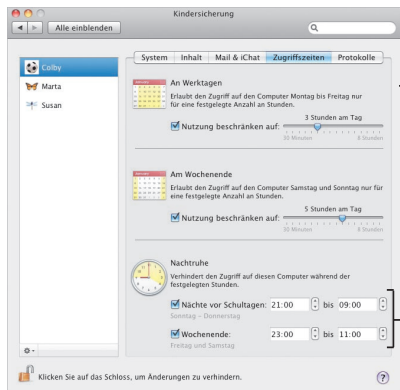 Kindersicherung
Alle einblenden
System Inhalt Mail & iChat Zugriffszeiten Protokolle
Colby
Marta
Susan
An Werktagen
Erlaubt den Zugriff auf den Computer Montag bis Freitag nur
für eine festgelegte Anzahl an Stunden.
3 Stunden am Tag
Nutzung beschränken auf:
30 Minuten 8 Stunden
Am Wochenende
Erlaubt den Zugriff auf den Computer Samstag und Sonntag nur für
eine festgelegte Anzahl an Stunden.
5 Stunden am Tag
Nutzung beschränken auf:
30 Minuten 8 Stunden
Nachtruhe
Verhindert den Zugriff auf diesen Computer während der
festgelegten Stunden.
Nächte vor Schultagen: 21:00 bis 09:00
Sonntag – Donnerstag
Wochenende: 23:00 bis 11:00
Freitag und Samstag
Klicken Sie auf das Schloss, um Änderungen zu verhindern.
?